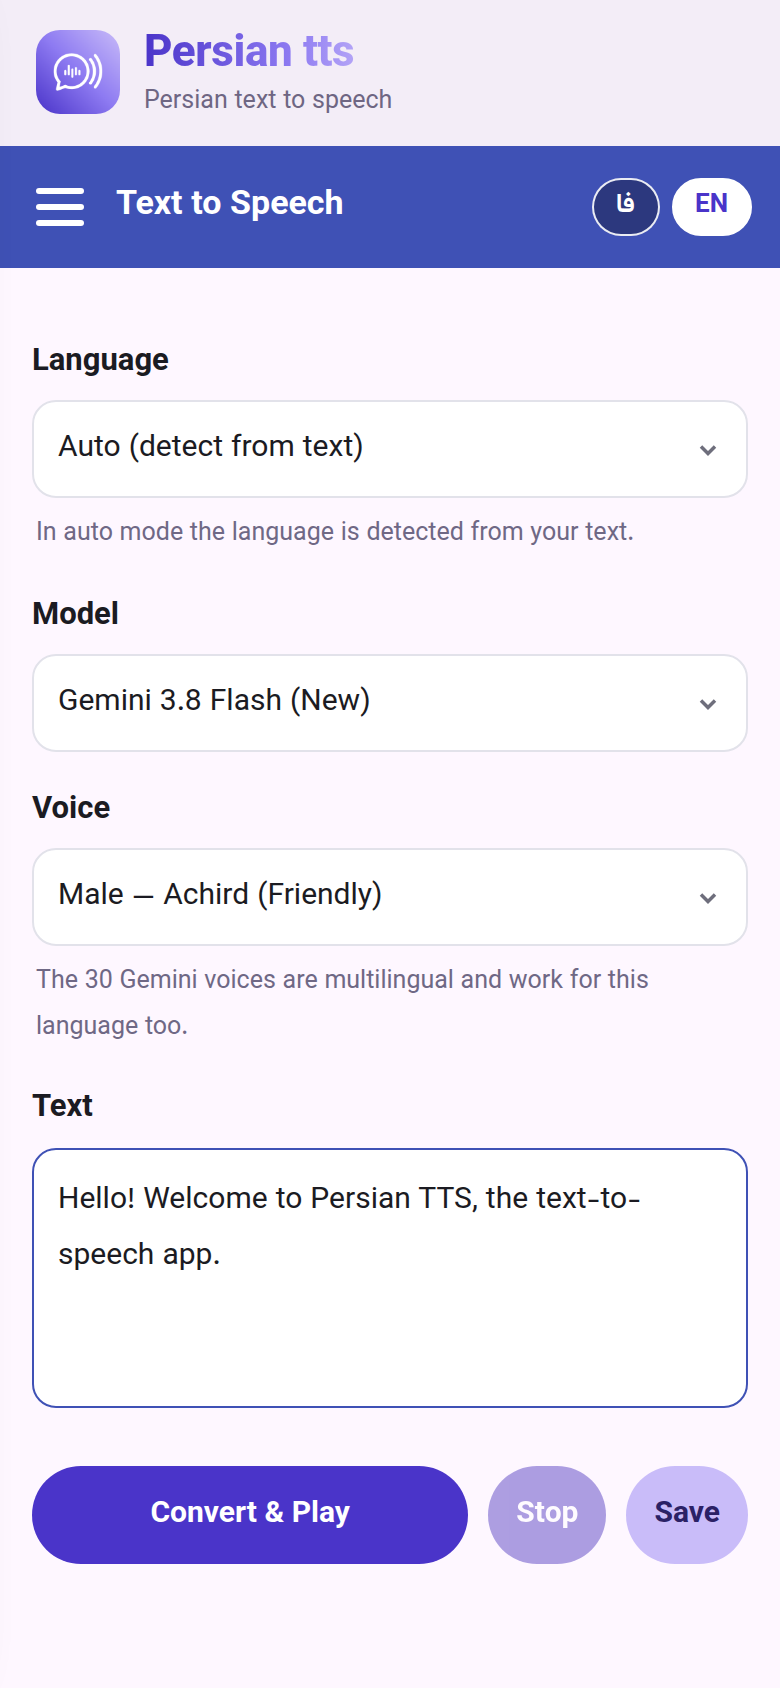 Persian tts
Persian text to speech
Text to Speech
فا
EN
Language
Auto (detect from text)
In auto mode the language is detected from your text.
Model
Gemini 3.8 Flash (New)
Voice
Male — Achird (Friendly)
The 30 Gemini voices are multilingual and work for this
language too.
Text
Hello! Welcome to Persian TTS, the text-to-
speech app.
Convert & Play
Stop
Save